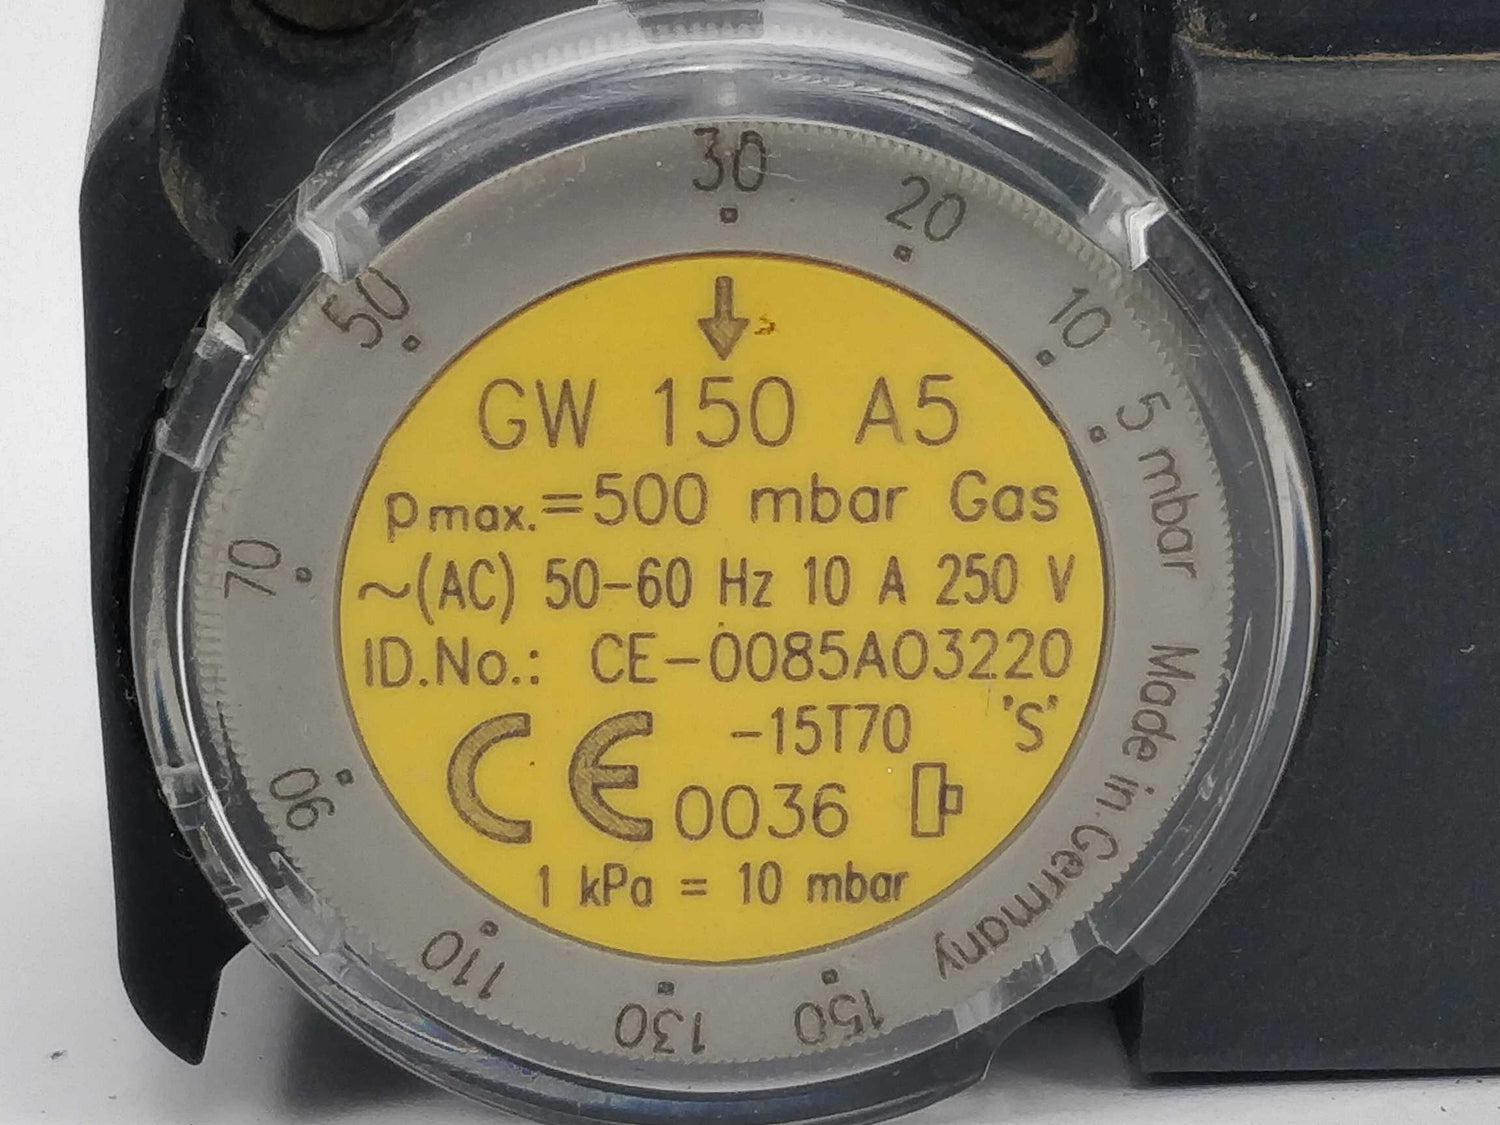 GW 150 A5
pmax.=500 mbar Gas
~(AC) 50-60 Hz 10 A 250 V
ID.No.: CE-0085AO3220
-15T70 "S"
CE 0036
1 kPa = 10 mbar
5 mbar
10
20
30
50
70
90
110
130
150
Made in Germany